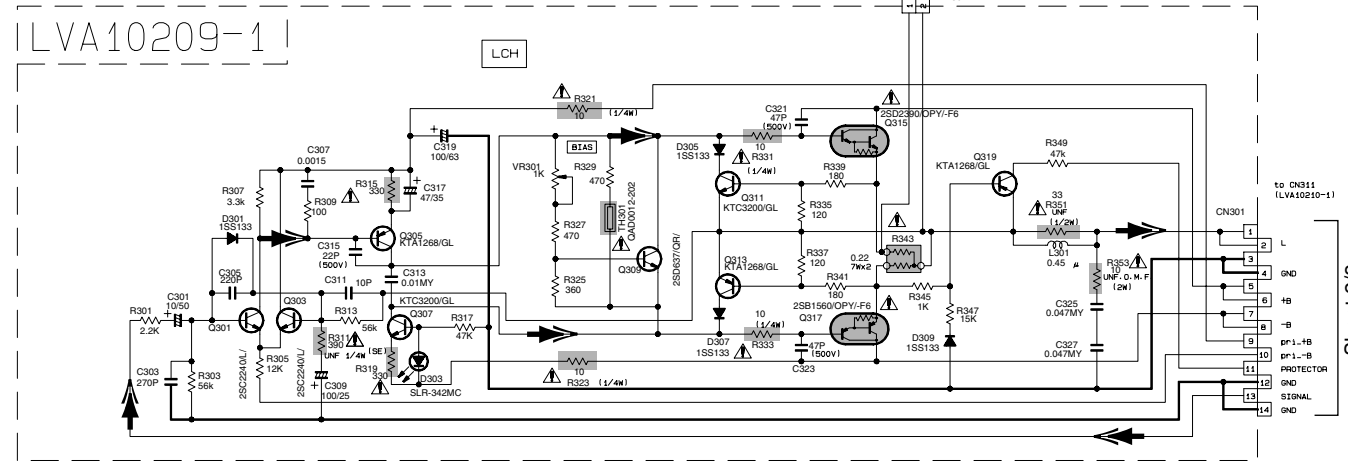 LVA10209-1
LCH
1 2
R321
10
(1/4W)
C321
47P
(500V)
2SD2390/OPY/-F6
Q315
C307
0.0015
C319
100/63
BIAS
D305
1SS133
10
R331
(1/4W)
Q319
KTA1268/GL
R349
47k
R307
3.3k
R309
100
R315
330
C317
47/35
VR301
1K
R329
470
TH301
QAD0012-202
R339
180
Q311
KTC3200/GL
33
R351
UNF
(1/2W)
to CN311
(LVA10210-1)
D301
1SS133
C315
22P
(500V)
Q305
KTA1268/GL
R327
470
R335
120
CN301
R343
0.22
7Wx2
L301
0.45 μ
R353
10
UNF.O.M.F
(2W)
Q309
2SD637/QR/
Q313
KTA1268/GL
R337
120
C305
220P
C311 10P
C313
0.01MY
R325
360
R341
180
R345
1K
C301
10/50
R301
2.2K
Q301
Q303
R313
56k
KTC3200/GL
Q307
R317
47K
10
(1/4W)
R333
2SB1560/OPY/-F6
Q317
R347
15K
C325
0.047MY
R311
390
UNF 1/4W (SE)
D307
1SS133
47P
(500V)
C323
D309
1SS133
C327
0.047MY
C303
270P
R303
56k
2SC2240/L/
R305
12K
2SC2240/L/
C309
100/25
R319
330
D303
SLR-342MC
10
R323 (1/4W)
1
2 L
3
4 GND
5
6 +B
7
8 -B
9 pri_+B
10 pri_-B
11 PROTECTOR
12 GND
13 SIGNAL
14 GND